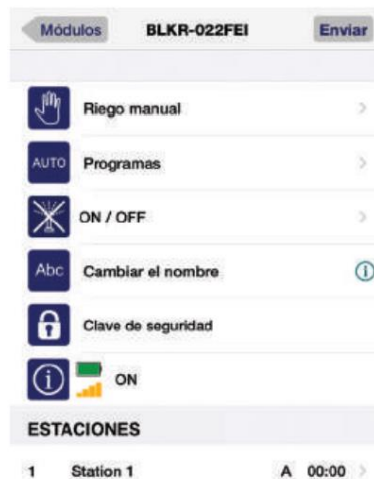 Módulos BLKR-022FEI Enviar
Riego manual
AUTO Programas
ON / OFF
Abc Cambiar el nombre i
Clave de seguridad
i ON
ESTACIONES
1 Station 1 A 00:00